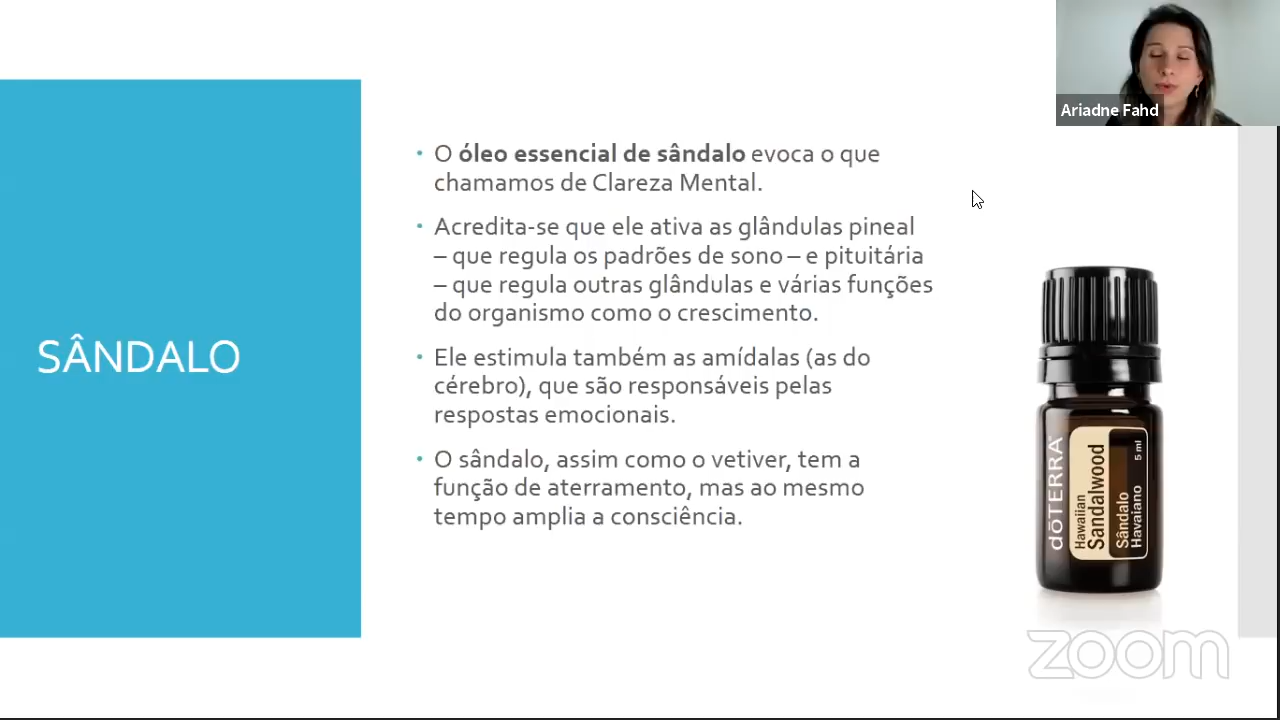 Ariadne Fahd
SÂNDALO
• O óleo essencial de sândalo evoca o que
chamamos de Clareza Mental.
• Acredita-se que ele ativa as glândulas pineal
– que regula os padrões de sono – e pituitária
– que regula outras glândulas e várias funções
do organismo como o crescimento.
• Ele estimula também as amídalas (as do
cérebro), que são responsáveis pelas
respostas emocionais.
• O sândalo, assim como o vetiver, tem a
função de aterramento, mas ao mesmo
tempo amplia a consciência.
dōTERRA
Hawaiian
Sandalwood
Sândalo
Havaiano 5 ml
zoom